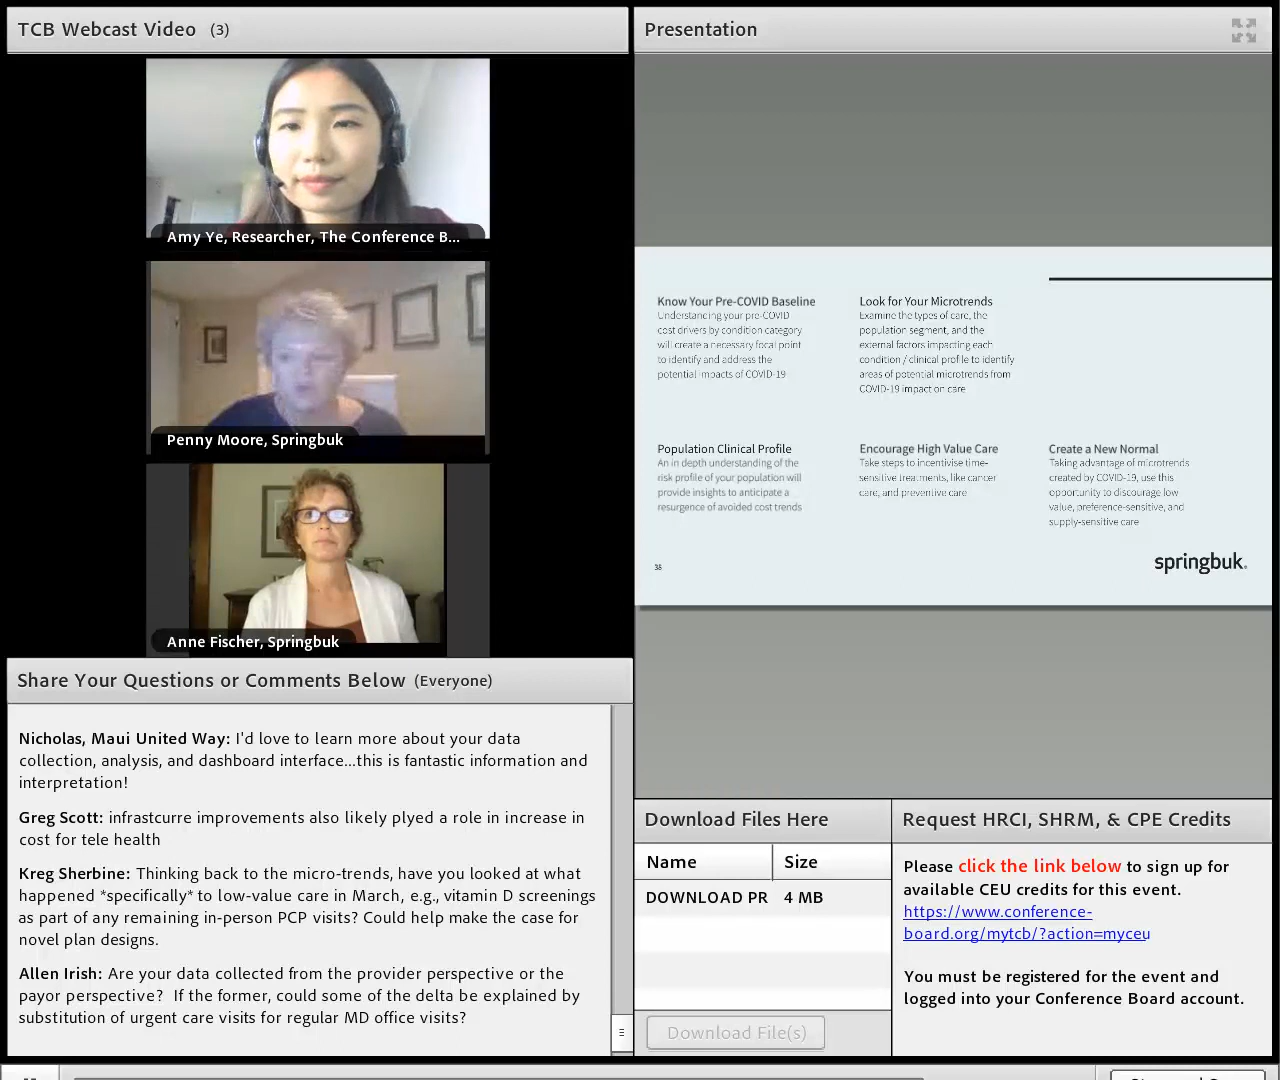 TCB Webcast Video (3)
Amy Ye, Researcher, The Conference B...
Penny Moore, Springbuk
Anne Fischer, Springbuk
Share Your Questions or Comments Below (Everyone)
Nicholas, Maui United Way: I'd love to learn more about your data
collection, analysis, and dashboard interface...this is fantastic information and
interpretation!
Greg Scott: infrastcurre improvements also likely plyed a role in increase in
cost for tele health
Kreg Sherbine: Thinking back to the micro-trends, have you looked at what
happened *specifically* to low-value care in March, e.g., vitamin D screenings
as part of any remaining in-person PCP visits? Could help make the case for
novel plan designs.
Allen Irish: Are your data collected from the provider perspective or the
payor perspective?  If the former, could some of the delta be explained by
substitution of urgent care visits for regular MD office visits?
Presentation
Know Your Pre-COVID Baseline
Understanding your pre-COVID
cost drivers by condition category
will create a necessary focal point
to identify and address the
potential impacts of COVID-19
Look for Your Microtrends
Examine the types of care, the
population segment, and the
external factors impacting each
condition / clinical profile to identify
areas of potential microtrends from
COVID-19 impact on care
Population Clinical Profile
An in depth understanding of the
risk profile of your population will
provide insights to anticipate a
resurgence of avoided cost trends
Encourage High Value Care
Take steps to incentivise time-
sensitive treatments, like cancer
care, and preventive care
Create a New Normal
Taking advantage of microtrends
created by COVID-19, use this
opportunity to discourage low
value, preference-sensitive, and
supply-sensitive care
38
springbuk.
Download Files Here
Name Size
DOWNLOAD PR 4 MB
Download File(s)
Request HRCI, SHRM, & CPE Credits
Please click the link below to sign up for
available CEU credits for this event.
https://www.conference-
board.org/mytcb/?action=myceu
You must be registered for the event and
logged into your Conference Board account.